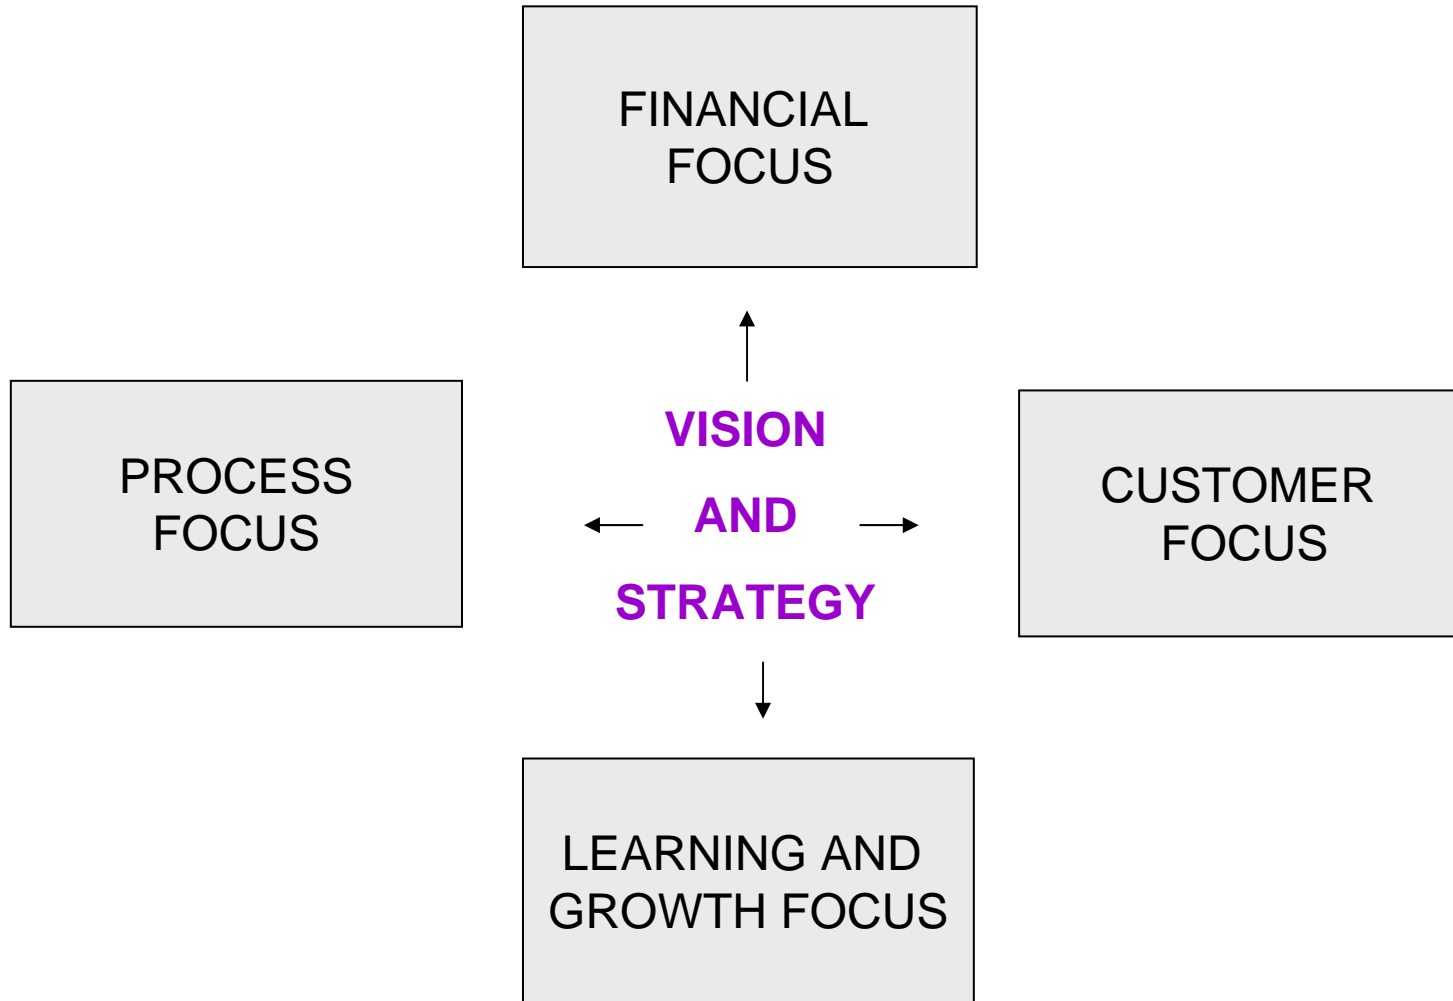 FINANCIAL
FOCUS
PROCESS
FOCUS
VISION
AND
STRATEGY
CUSTOMER
FOCUS
LEARNING AND
GROWTH FOCUS